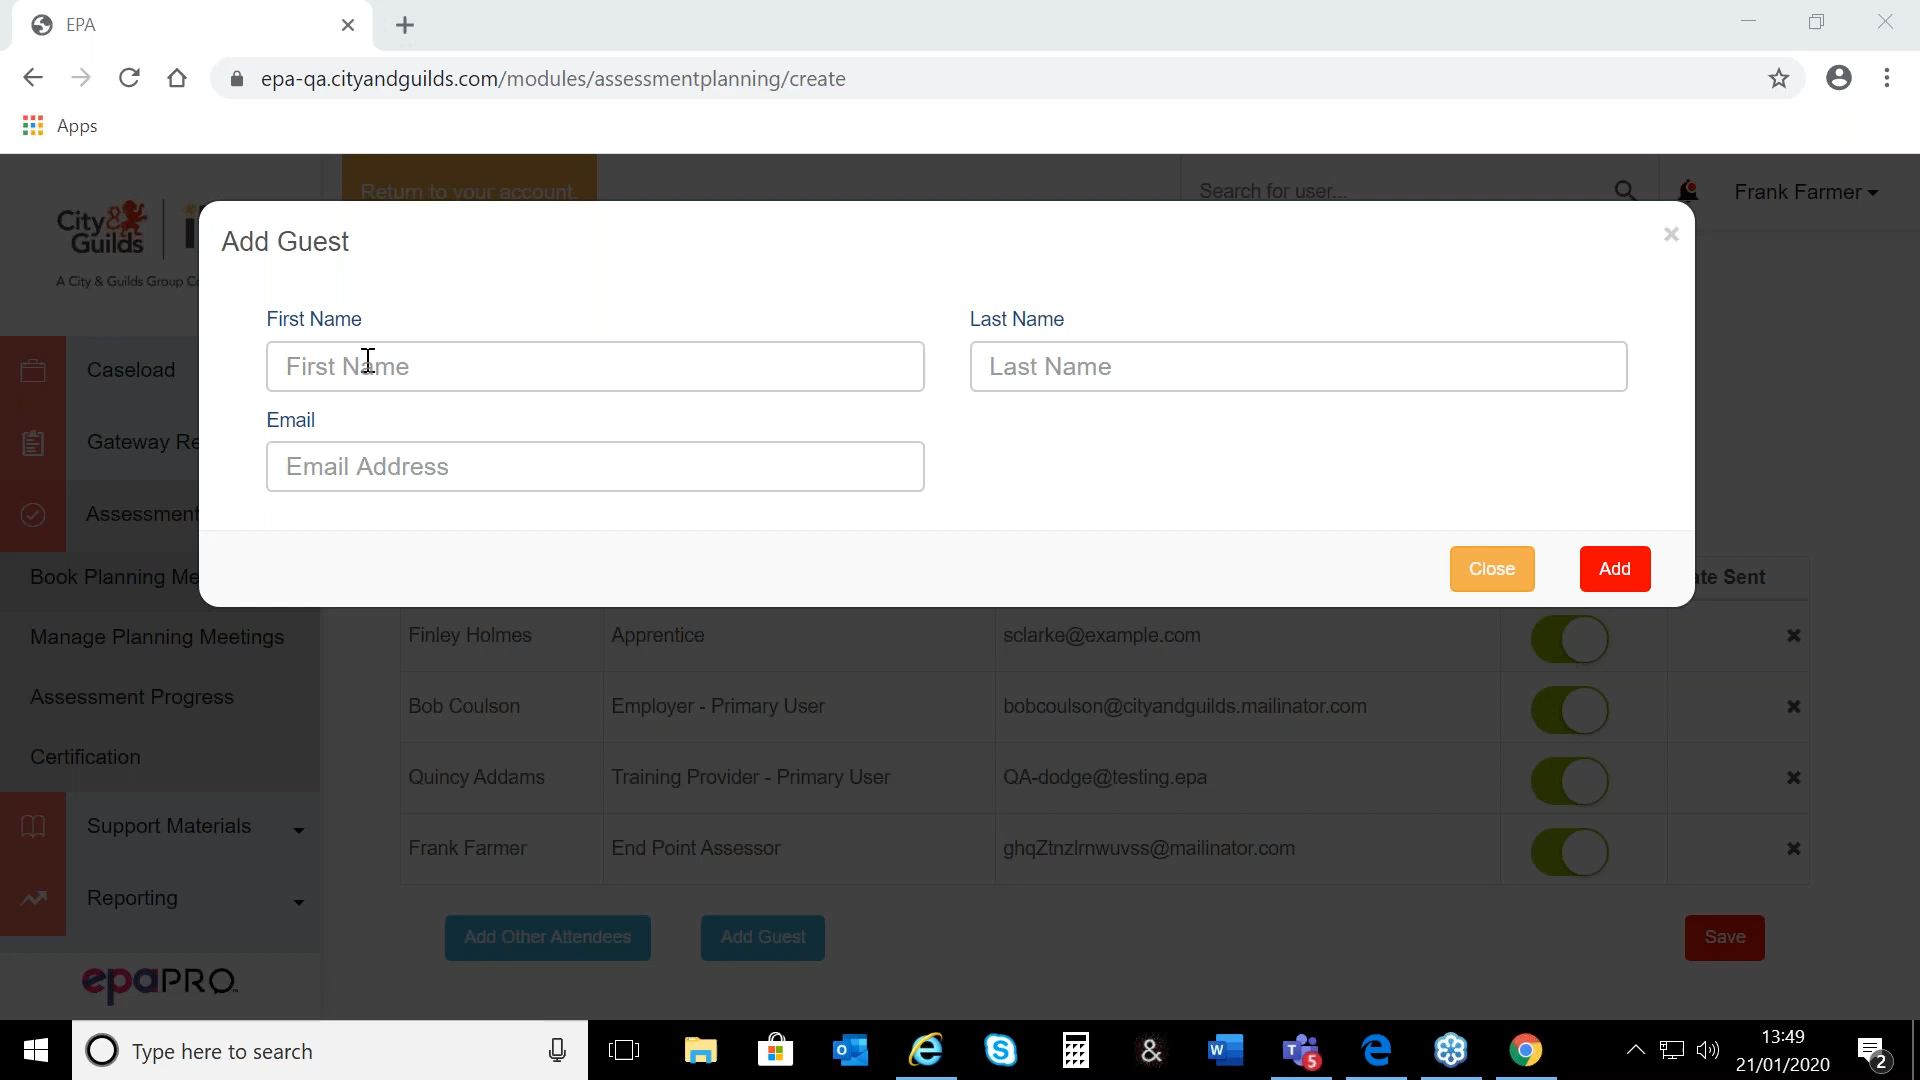 EPA
epa-qa.cityandguilds.com/modules/assessmentplanning/create
Apps
Return to your account.
Search for user...
Frank Farmer
City& Guilds
A City & Guilds Group
Add Guest
First Name
Last Name
First Name
Last Name
Email
Email Address
Close
Add
Caseload
Gateway
Assessment
Book Planning
Manage Planning Meetings
Assessment Progress
Certification
Support Materials
Reporting
epaPRO
Sent
Finley Holmes Apprentice sclarke@example.com
Bob Coulson Employer - Primary User bobcoulson@cityandguilds.mailinator.com
Quincy Addams Training Provider - Primary User QA-dodge@testing.epa
Frank Farmer End Point Assessor ghqZtnzlrnwuvss@mailinator.com
Add Other Attendees
Add Guest
Save
Type here to search
5
13:49
21/01/2020
2